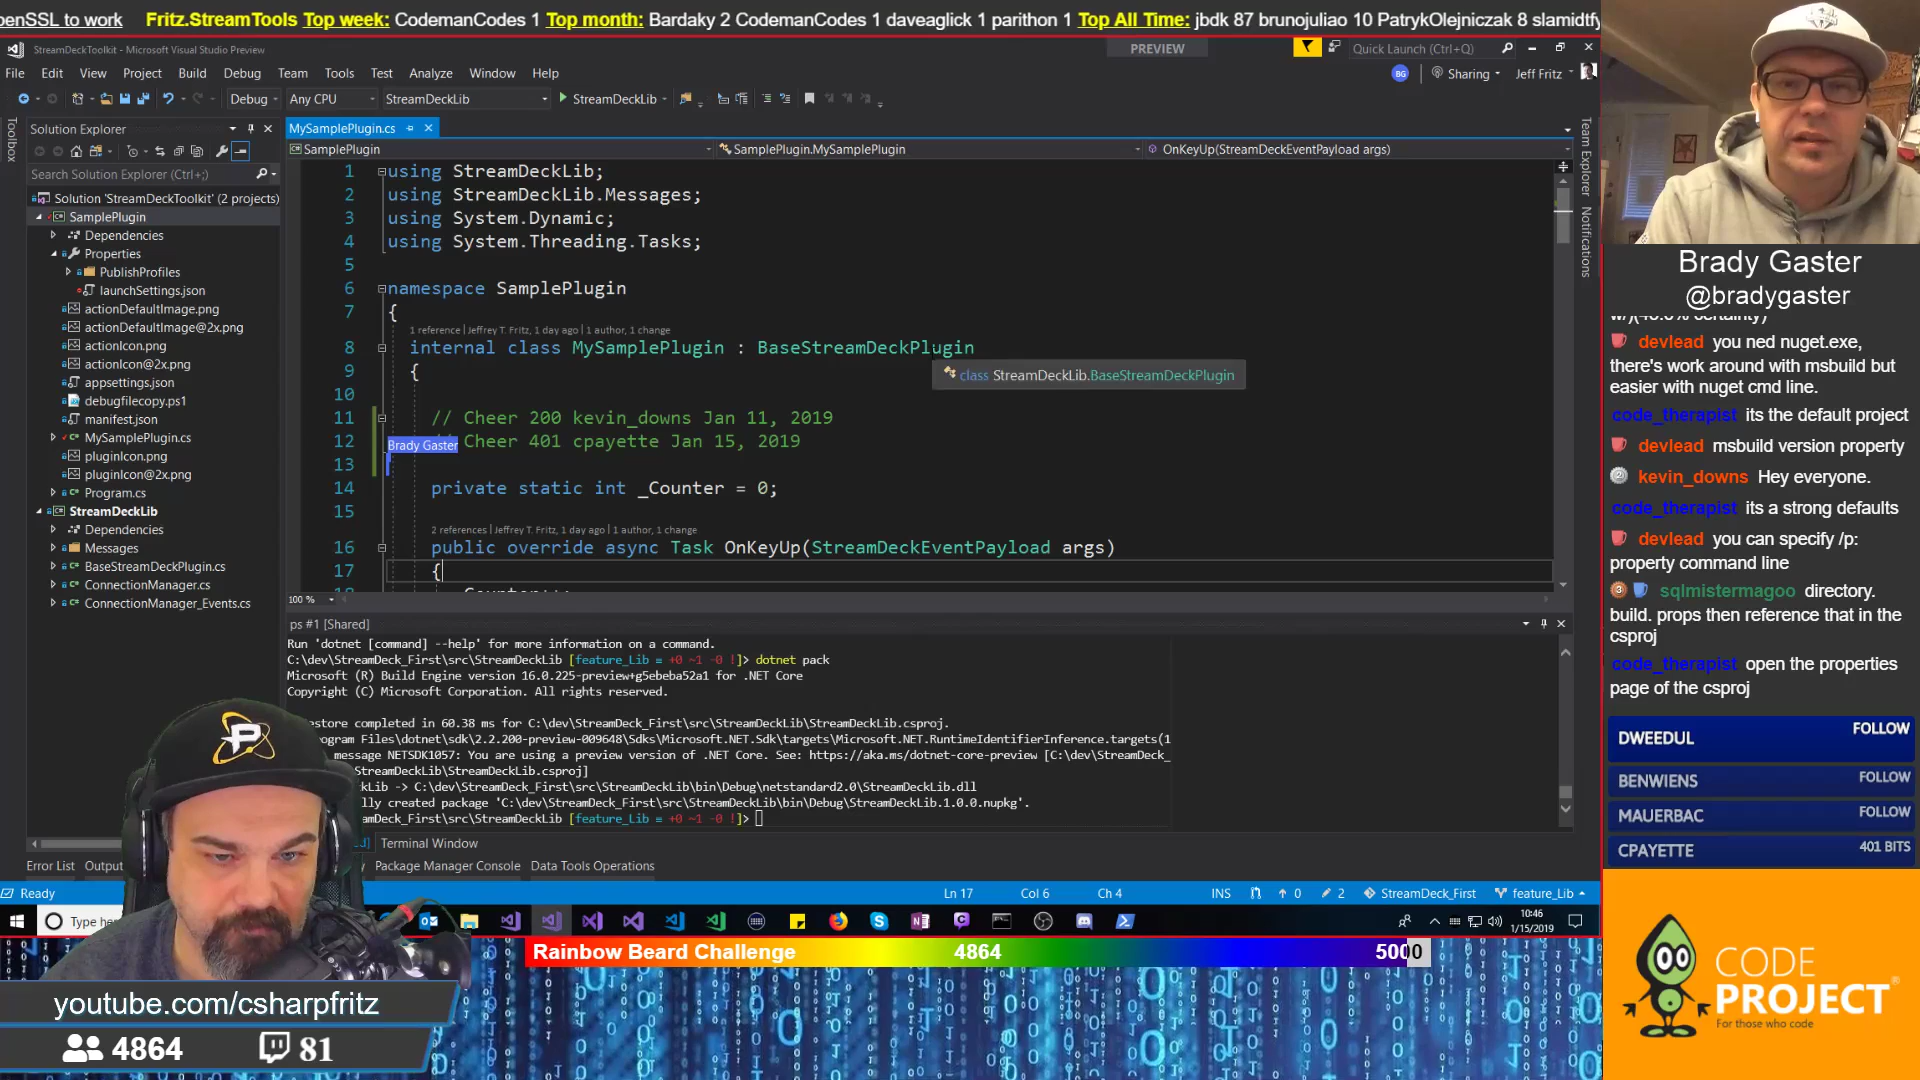 penSSL to work Fritz.StreamTools Top week: CodemanCodes 1 Top month: Bardaky 2 CodemanCodes 1 daveaglick 1 parithon 1 Top All Time: jbdk 87 brunojuliao 10 PatrykOlejniczak 8 slamidtfy
StreamDeckToolkit - Microsoft Visual Studio Preview
PREVIEW
Quick Launch (Ctrl+Q)
File Edit View Project Build Debug Team Tools Test Analyze Window Help
BG Sharing Jeff Fritz
Debug Any CPU StreamDeckLib StreamDeckLib
Toolbox
Solution Explorer
Search Solution Explorer (Ctrl+;)
Solution 'StreamDeckToolkit' (2 projects)
SamplePlugin
Dependencies
Properties
PublishProfiles
launchSettings.json
actionDefaultImage.png
actionDefaultImage@2x.png
actionIcon.png
actionIcon@2x.png
appsettings.json
debugfilecopy.ps1
manifest.json
MySamplePlugin.cs
pluginIcon.png
pluginIcon@2x.png
Program.cs
StreamDeckLib
Dependencies
Messages
BaseStreamDeckPlugin.cs
ConnectionManager.cs
ConnectionManager_Events.cs
MySamplePlugin.cs
SamplePlugin SamplePlugin.MySamplePlugin OnKeyUp(StreamDeckEventPayload args)
1 using StreamDeckLib;
2 using StreamDeckLib.Messages;
3 using System.Dynamic;
4 using System.Threading.Tasks;
5
6 namespace SamplePlugin
7 {
1 reference | Jeffrey T. Fritz, 1 day ago | 1 author, 1 change
8 internal class MySamplePlugin : BaseStreamDeckPlugin
9 {
class StreamDeckLib.BaseStreamDeckPlugin
10
11 // Cheer 200 kevin_downs Jan 11, 2019
12 Cheer 401 cpayette Jan 15, 2019
Brady Gaster
13
14 private static int _Counter = 0;
15
2 references | Jeffrey T. Fritz, 1 day ago | 1 author, 1 change
16 public override async Task OnKeyUp(StreamDeckEventPayload args)
17 {
100 %
Team Explorer
Notifications
ps #1 [Shared]
Run 'dotnet [command] --help' for more information on a command.
C:\dev\StreamDeck_First\src\StreamDeckLib [feature_Lib ≡ +0 ~1 -0 !]> dotnet pack
Microsoft (R) Build Engine version 16.0.225-preview+g5ebeba52a1 for .NET Core
Copyright (C) Microsoft Corporation. All rights reserved.
estore completed in 60.38 ms for C:\dev\StreamDeck_First\src\StreamDeckLib\StreamDeckLib.csproj.
rogram Files\dotnet\sdk\2.2.200-preview-009648\Sdks\Microsoft.NET.Sdk\targets\Microsoft.NET.RuntimeIdentifierInference.targets(1
message NETSDK1057: You are using a preview version of .NET Core. See: https://aka.ms/dotnet-core-preview [C:\dev\StreamDeck_
treamDeckLib\StreamDeckLib.csproj]
ckLib -> C:\dev\StreamDeck_First\src\StreamDeckLib\bin\Debug\netstandard2.0\StreamDeckLib.dll
lly created package 'C:\dev\StreamDeck_First\src\StreamDeckLib\bin\Debug\StreamDeckLib.1.0.0.nupkg'.
eamDeck_First\src\StreamDeckLib [feature_Lib ≡ +0 ~1 -0 !]>
Terminal Window
Error List Outpu Package Manager Console Data Tools Operations
Ready Ln 17 Col 6 Ch 4 INS 0 2 StreamDeck_First feature_Lib
Type he
10:46
1/15/2019
Brady Gaster
@bradygaster
devlead you ned nuget.exe,
there's work around with msbuild but
easier with nuget cmd line.
code_therapist its the default project
devlead msbuild version property
kevin_downs Hey everyone.
code_therapist its a strong defaults
devlead you can specify /p:
property command line
sqlmistermagoo directory.
build. props then reference that in the
csproj
code_therapist open the properties
page of the csproj
DWEEDUL FOLLOW
BENWIENS FOLLOW
MAUERBAC FOLLOW
CPAYETTE 401 BITS
CODE
PROJECT
For those who code
Rainbow Beard Challenge 4864 5000
youtube.com/csharpfritz
4864 81